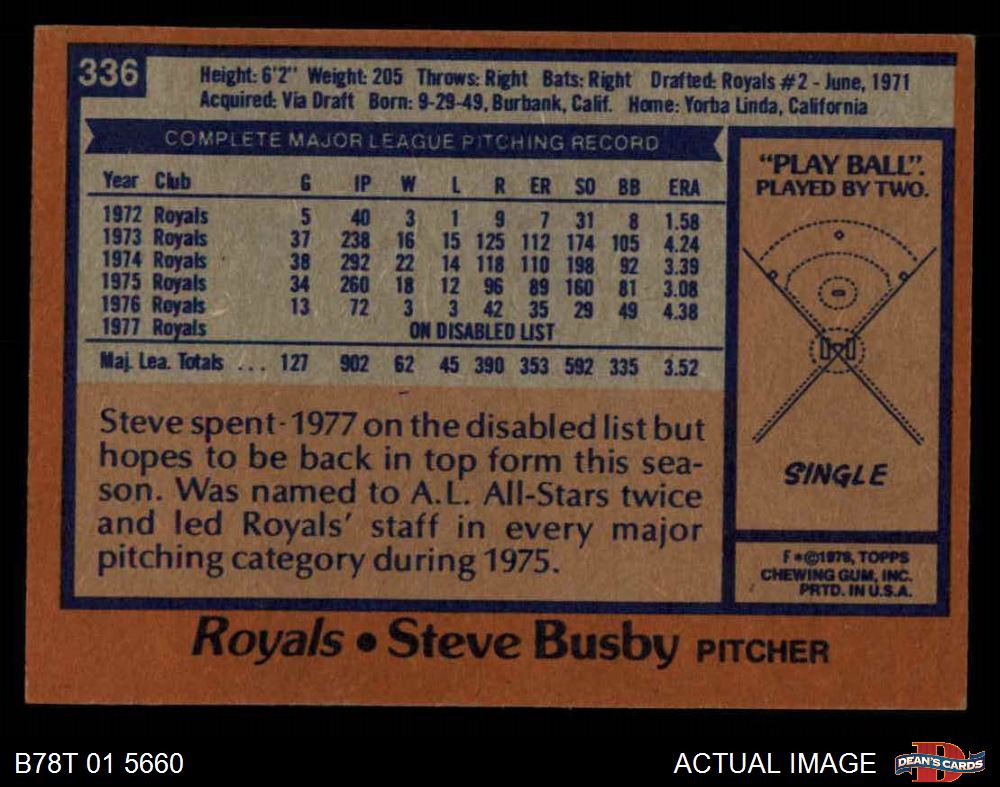 336
Height: 6'2" Weight: 205 Throws: Right Bats: Right Drafted: Royals #2 - June, 1971
Acquired: Via Draft Born: 9-29-49, Burbank, Calif. Home: Yorba Linda, California
COMPLETE MAJOR LEAGUE PITCHING RECORD
Year Club G IP W L R ER SO BB ERA
1972 Royals 5 40 3 1 9 7 31 8 1.58
1973 Royals 37 238 16 15 125 112 174 105 4.24
1974 Royals 38 292 22 14 118 110 198 92 3.39
1975 Royals 34 260 18 12 96 89 160 81 3.08
1976 Royals 13 72 3 3 42 35 29 49 4.38
1977 Royals ON DISABLED LIST
Maj. Lea. Totals ... 127 902 62 45 390 353 592 335 3.52
Steve spent 1977 on the disabled list but
hopes to be back in top form this sea-
son. Was named to A.L. All-Stars twice
and led Royals' staff in every major
pitching category during 1975.
"PLAY BALL".
PLAYED BY TWO.
SINGLE
F*©1978, TOPPS
CHEWING GUM, INC.
PRTD. IN U.S.A.
Royals • Steve Busby PITCHER
B78T 01 5660
ACTUAL IMAGE
DEAN'S CARDS